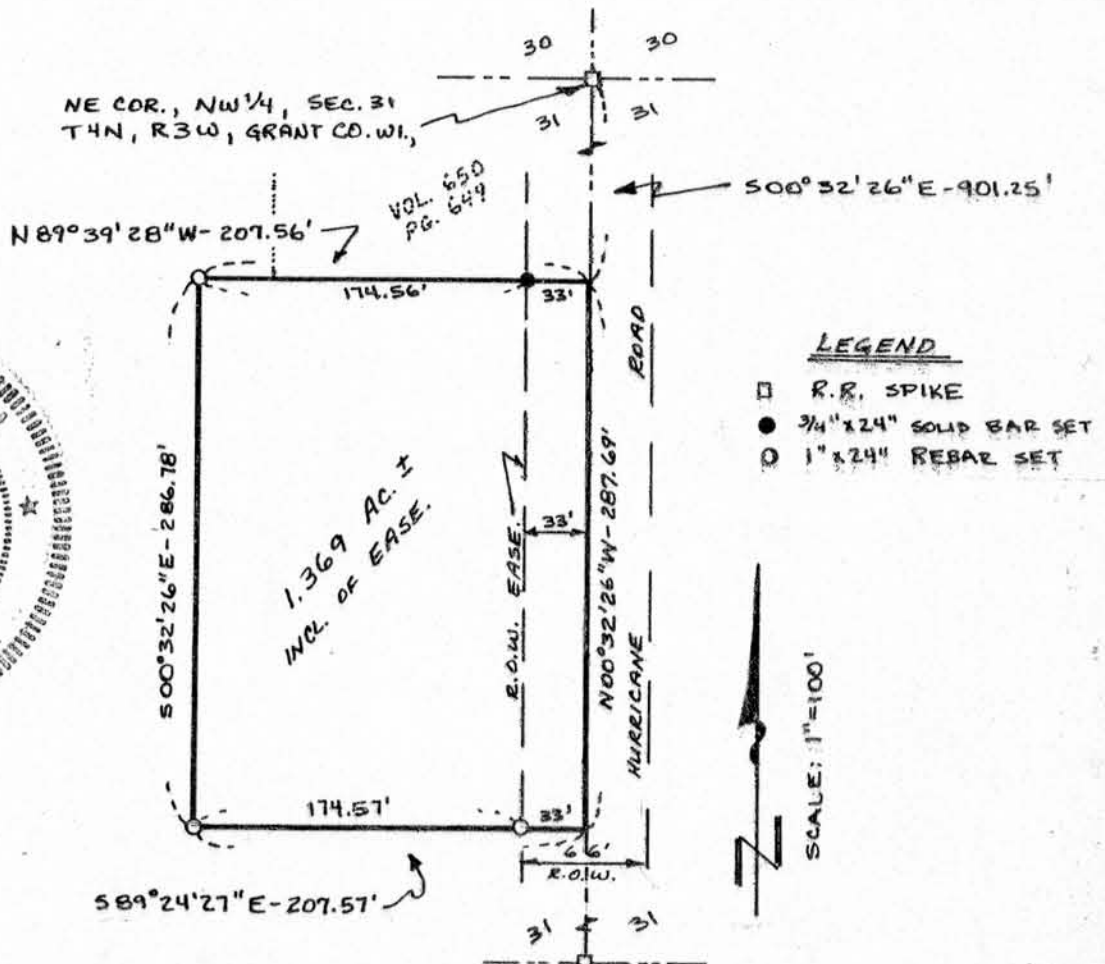 30 30
NE COR., NW 1/4, SEC. 31
T4N, R3W, GRANT CO. WI.,
31 31
VOL. 650
PG. 649
S00°32'26"E-901.25'
N89°39'28"W-207.56'
174.56' 33'
ROAD
LEGEND
R.R. SPIKE
3/4"x24" SOLID BAR SET
1"x24" REBAR SET
S00°32'26"E-286.78'
1.369 AC. ±
INCL. OF EASE.
R.O.W. EASE.
33'
N00°32'26"W-287.69'
HURRICANE
SCALE: 1"=100'
N
174.57' 33'
66'
R.O.W.
S89°24'27"E-207.57'
31 31